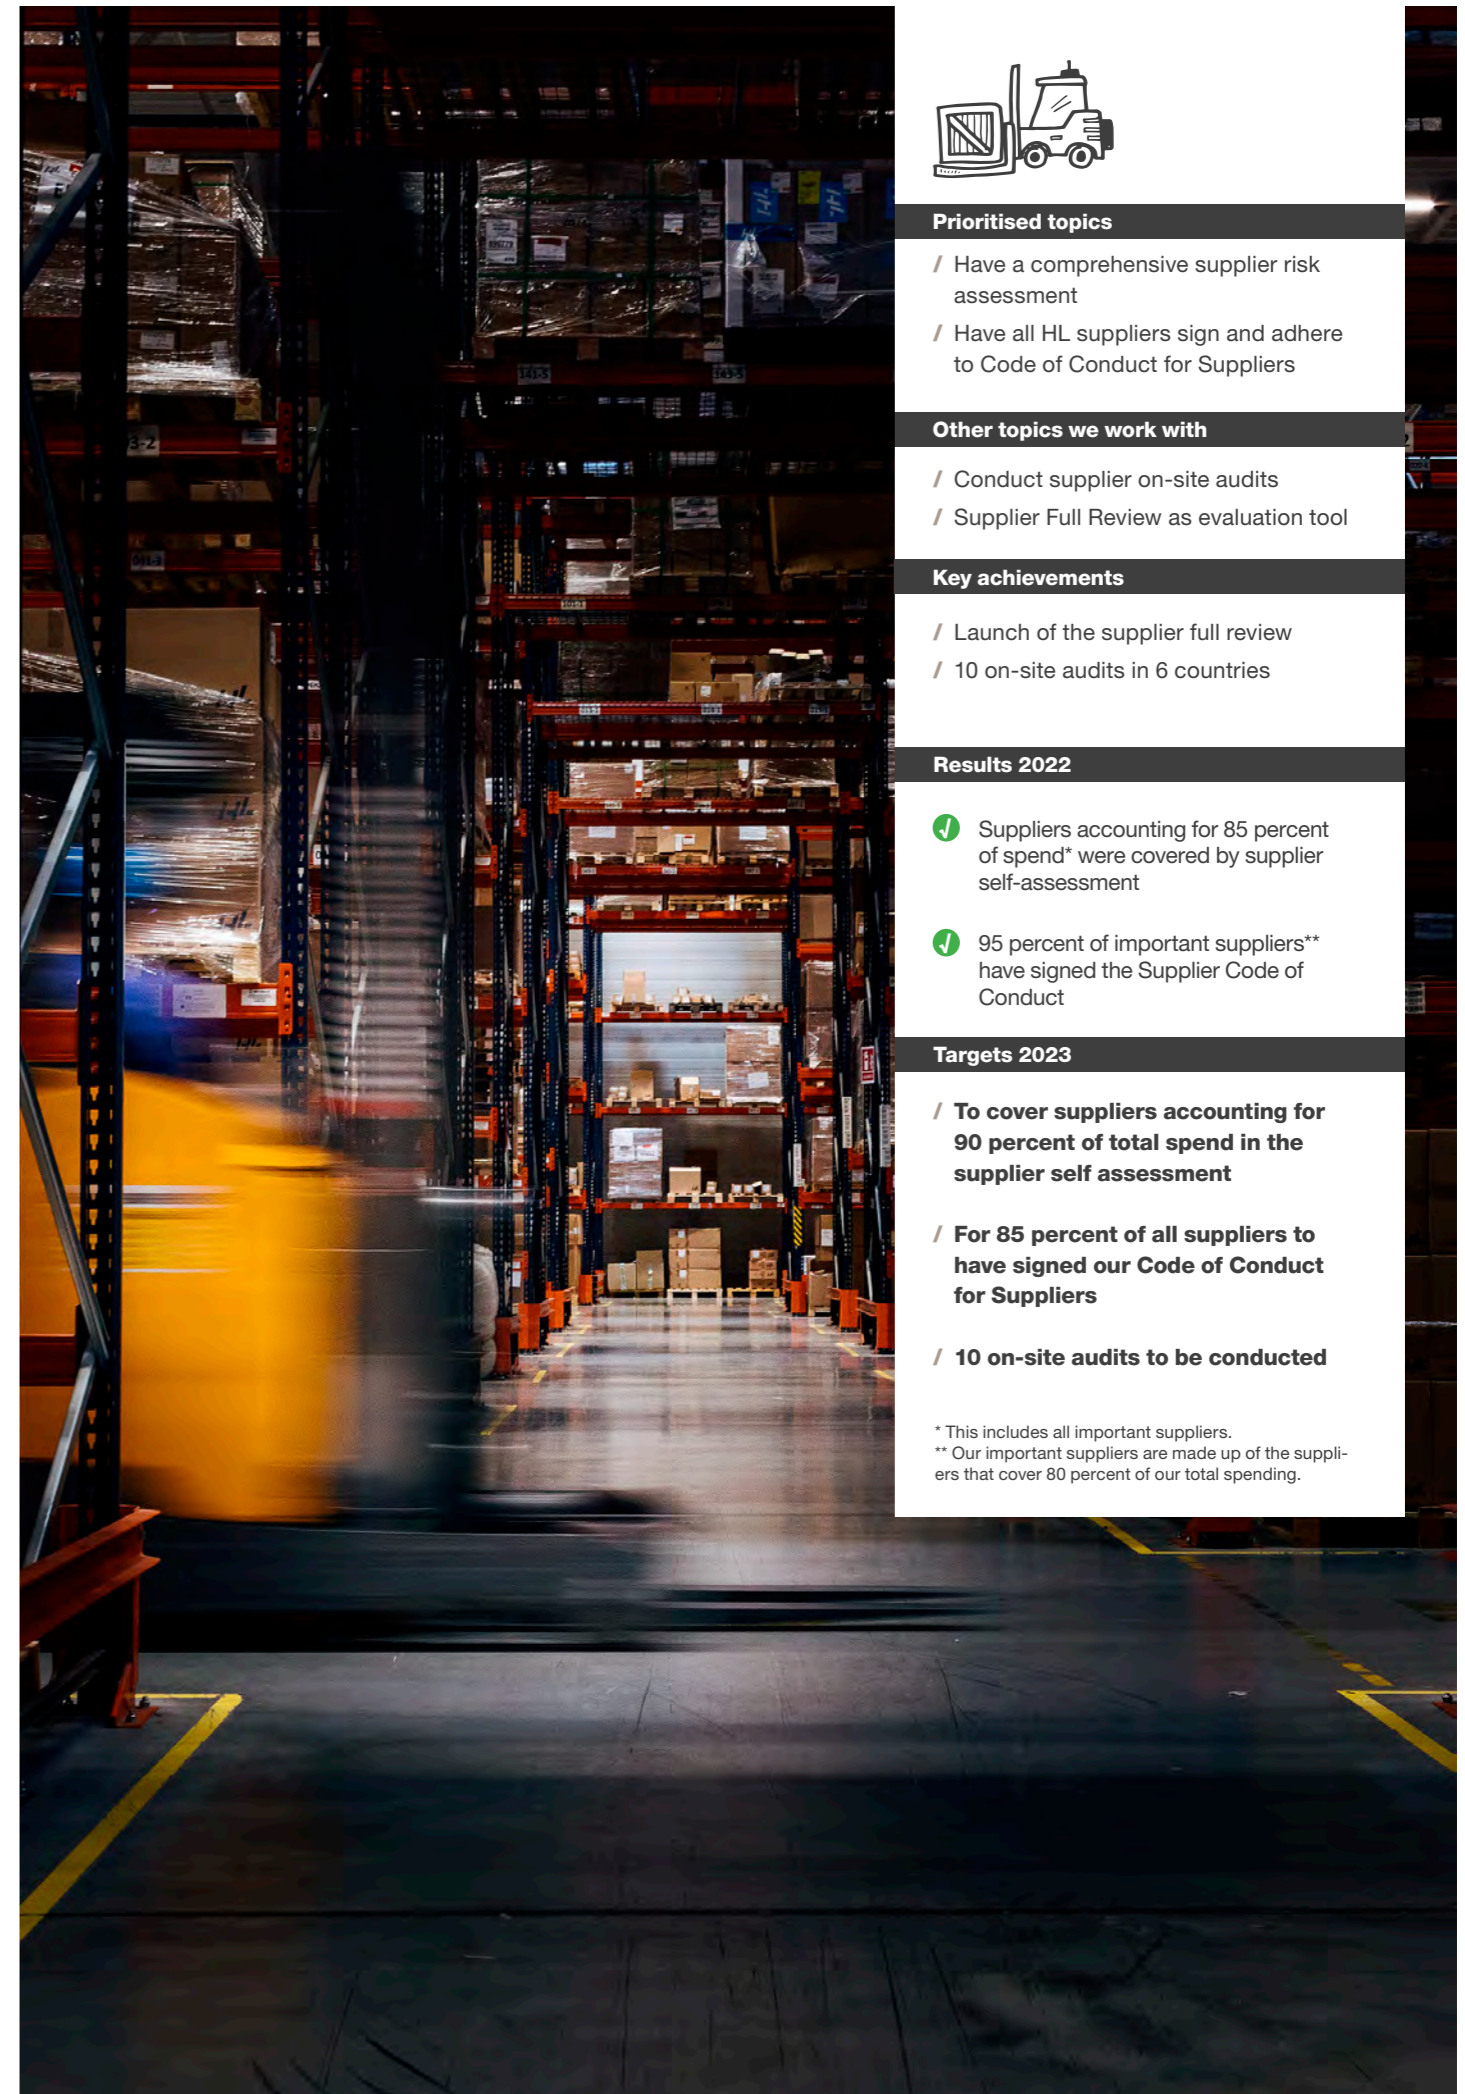 Prioritised topics
/ Have a comprehensive supplier risk
assessment
/ Have all HL suppliers sign and adhere
to Code of Conduct for Suppliers
Other topics we work with
/ Conduct supplier on-site audits
/ Supplier Full Review as evaluation tool
Key achievements
/ Launch of the supplier full review
/ 10 on-site audits in 6 countries
Results 2022
Suppliers accounting for 85 percent
of spend* were covered by supplier
self-assessment
95 percent of important suppliers**
have signed the Supplier Code of
Conduct
Targets 2023
/ To cover suppliers accounting for
90 percent of total spend in the
supplier self assessment
/ For 85 percent of all suppliers to
have signed our Code of Conduct
for Suppliers
/ 10 on-site audits to be conducted
* This includes all important suppliers.
** Our important suppliers are made up of the suppli-
ers that cover 80 percent of our total spending.